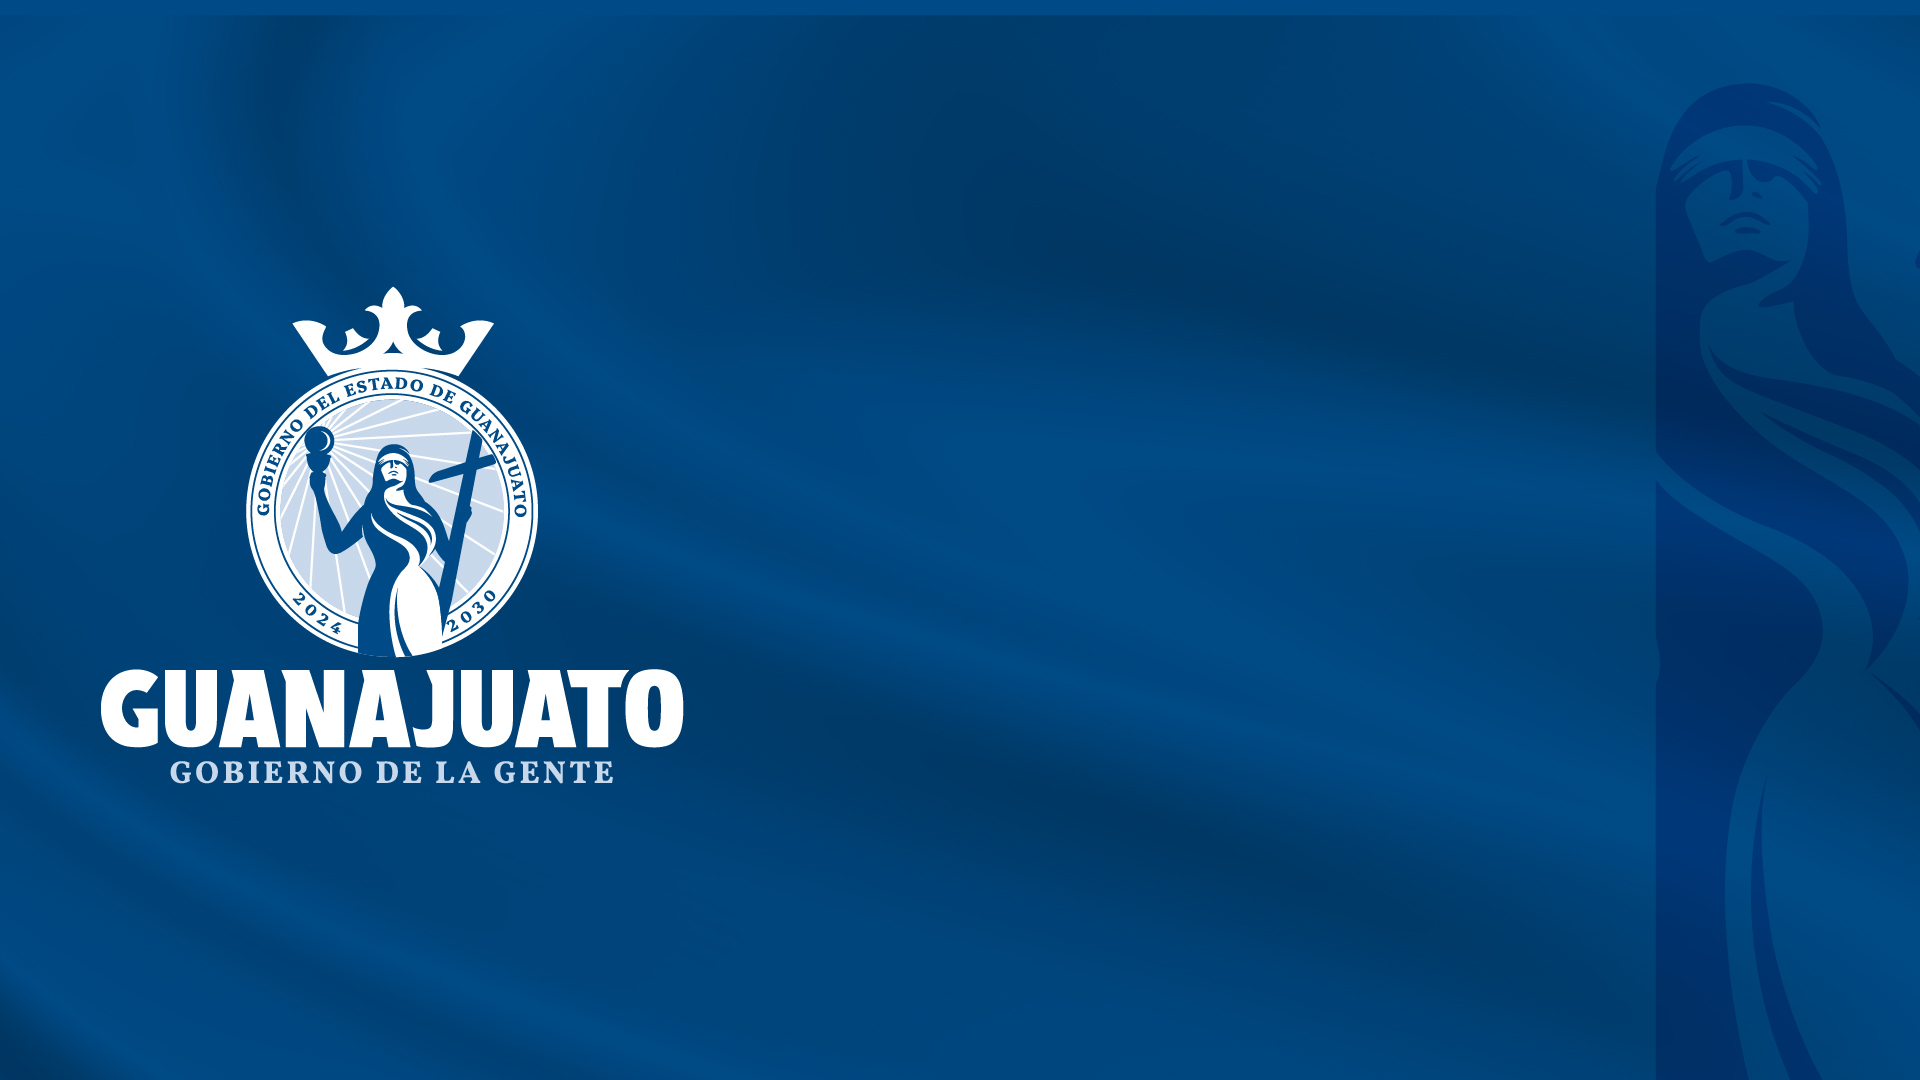 GOBIERNO DEL ESTADO DE GUANAJUATO
2024 2030
GUANAJUATO
GOBIERNO DE LA GENTE